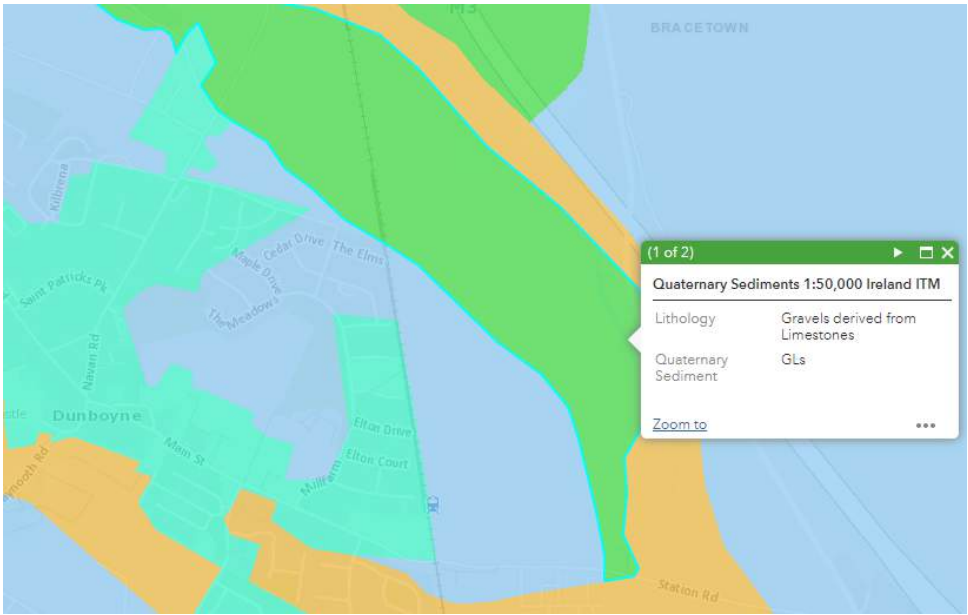 M3
BRACETOWN
Kilbrena
Cedar Drive - The Elms
Maple Drive
The Meadows
Saint Patricks Pk
Navan Rd
(1 of 2)
Quaternary Sediments 1:50,000 Ireland ITM
Lithology
Gravels derived from
Limestones
Quaternary
Sediment
GLs
Zoom to
•••
stle
Dunboyne
Elton Drive
Main St
Elton Court
Millfarm
ynooth Rd
Station Rd